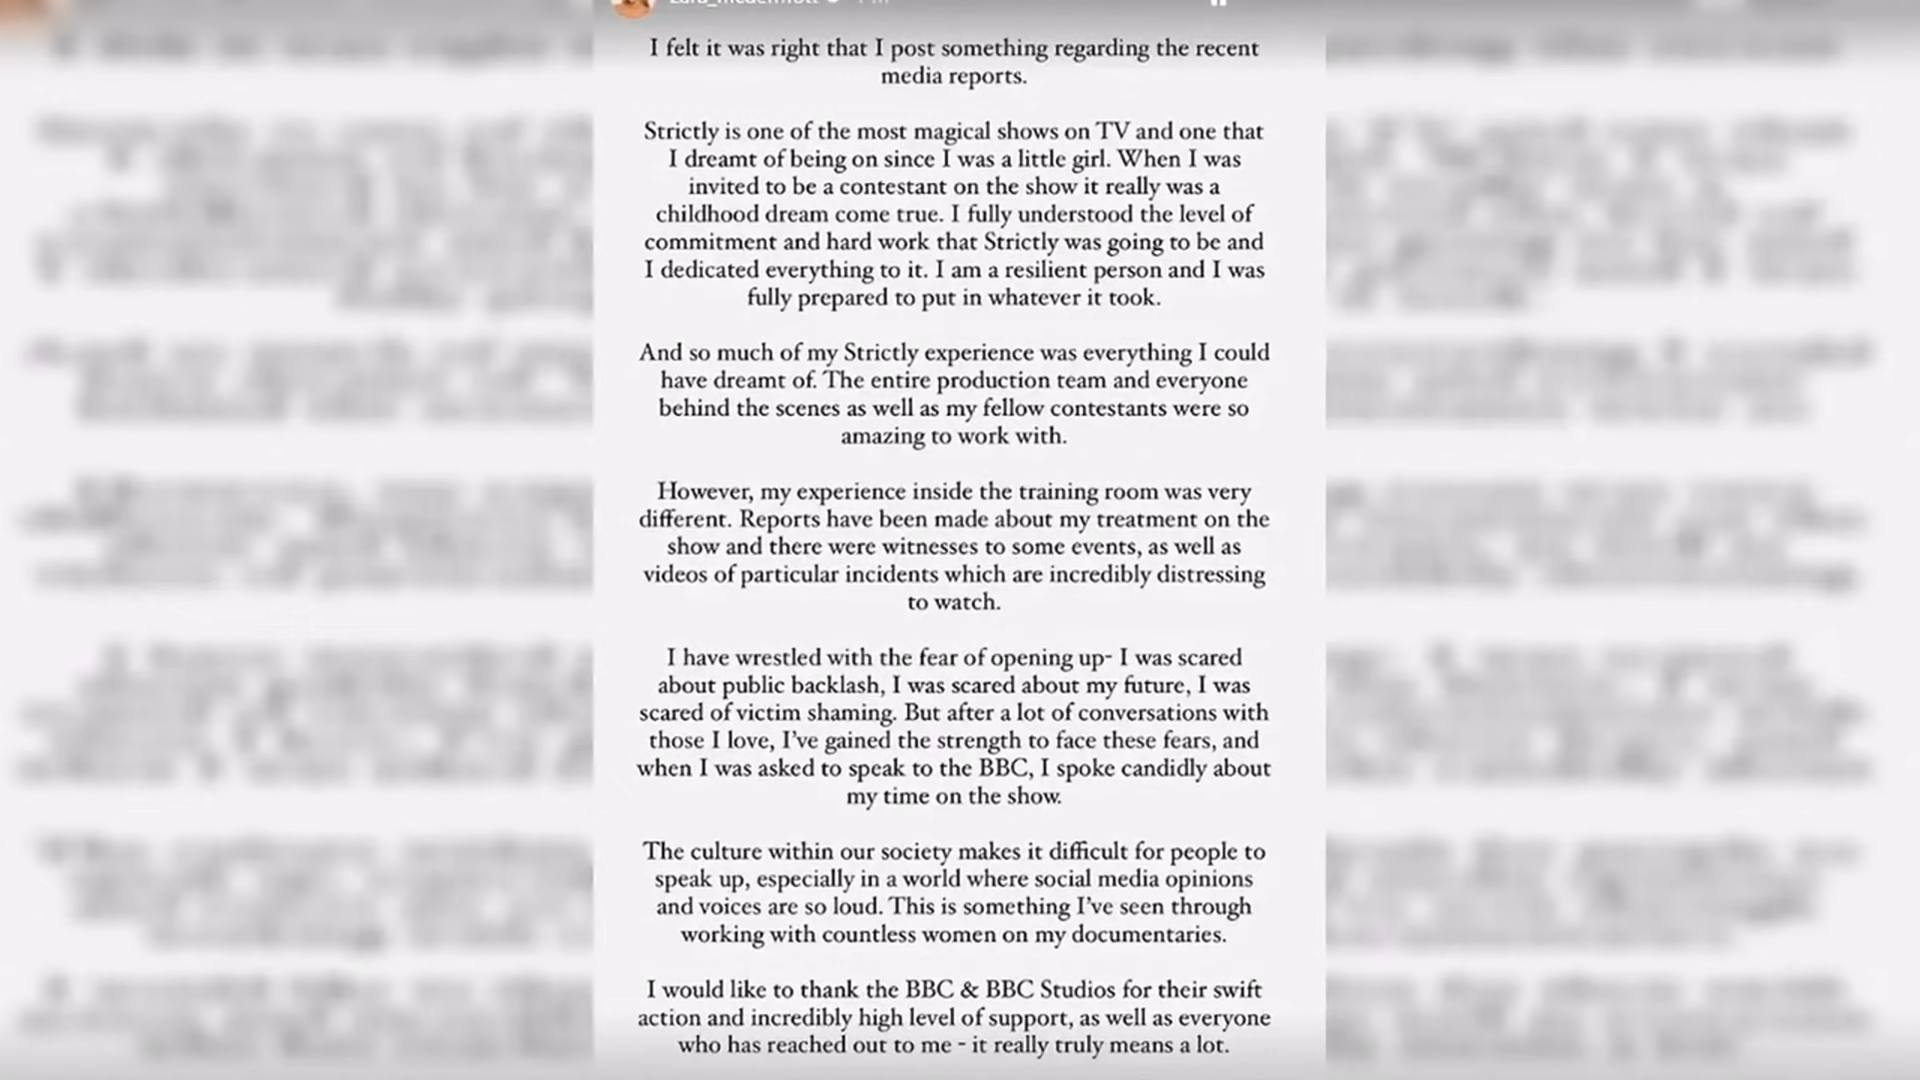 I felt it was right that I post something regarding the recent
media reports.
Strictly is one of the most magical shows on TV and one that
I dreamt of being on since I was a little girl. When I was
invited to be a contestant on the show it really was a
childhood dream come true. I fully understood the level of
commitment and hard work that Strictly was going to be and
I dedicated everything to it. I am a resilient person and I was
fully prepared to put in whatever it took.
And so much of my Strictly experience was everything I could
have dreamt of. The entire production team and everyone
behind the scenes as well as my fellow contestants were so
amazing to work with.
However, my experience inside the training room was very
different. Reports have been made about my treatment on the
show and there were witnesses to some events, as well as
videos of particular incidents which are incredibly distressing
to watch.
I have wrestled with the fear of opening up- I was scared
about public backlash, I was scared about my future, I was
scared of victim shaming. But after a lot of conversations with
those I love, I've gained the strength to face these fears, and
when I was asked to speak to the BBC, I spoke candidly about
my time on the show.
The culture within our society makes it difficult for people to
speak up, especially in a world where social media opinions
and voices are so loud. This is something I've seen through
working with countless women on my documentaries.
I would like to thank the BBC & BBC Studios for their swift
action and incredibly high level of support, as well as everyone
who has reached out to me - it really truly means a lot.